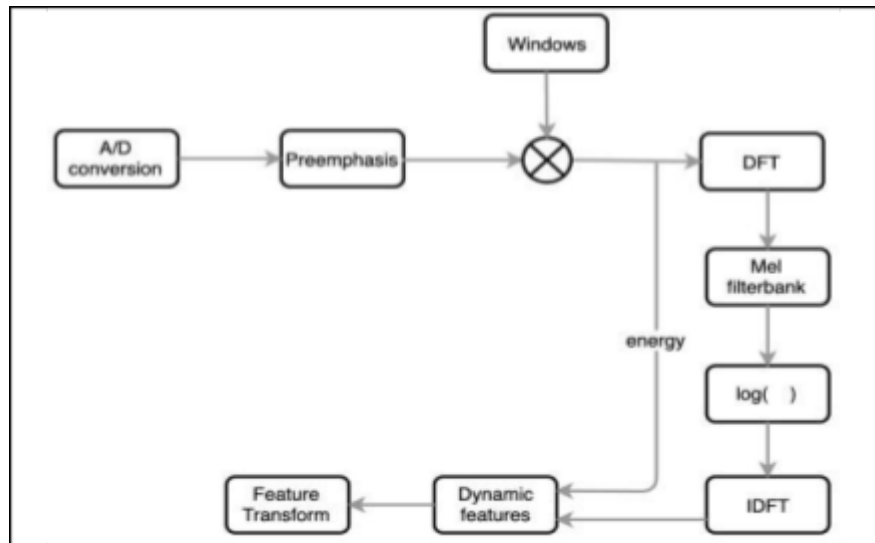 Windows
A/D
conversion
Preemphasis
DFT
Mel
filterbank
energy
log( )
Feature
Transform
Dynamic
features
IDFT